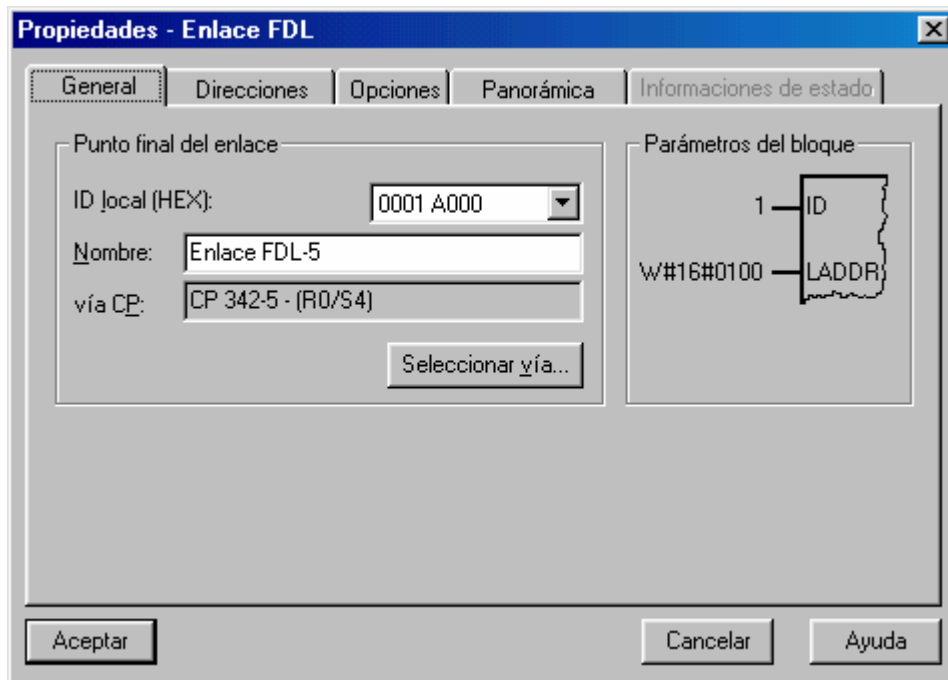 Propiedades - Enlace FDL
General Direcciones Opciones Panorámica Informaciones de estado
Punto final del enlace
ID local (HEX): 0001 A000
Nombre: Enlace FDL-5
vía CP: CP 342-5 - (R0/S4)
Seleccionar vía...
Parámetros del bloque
1 ID
W#16#0100 LADDR
Aceptar Cancelar Ayuda